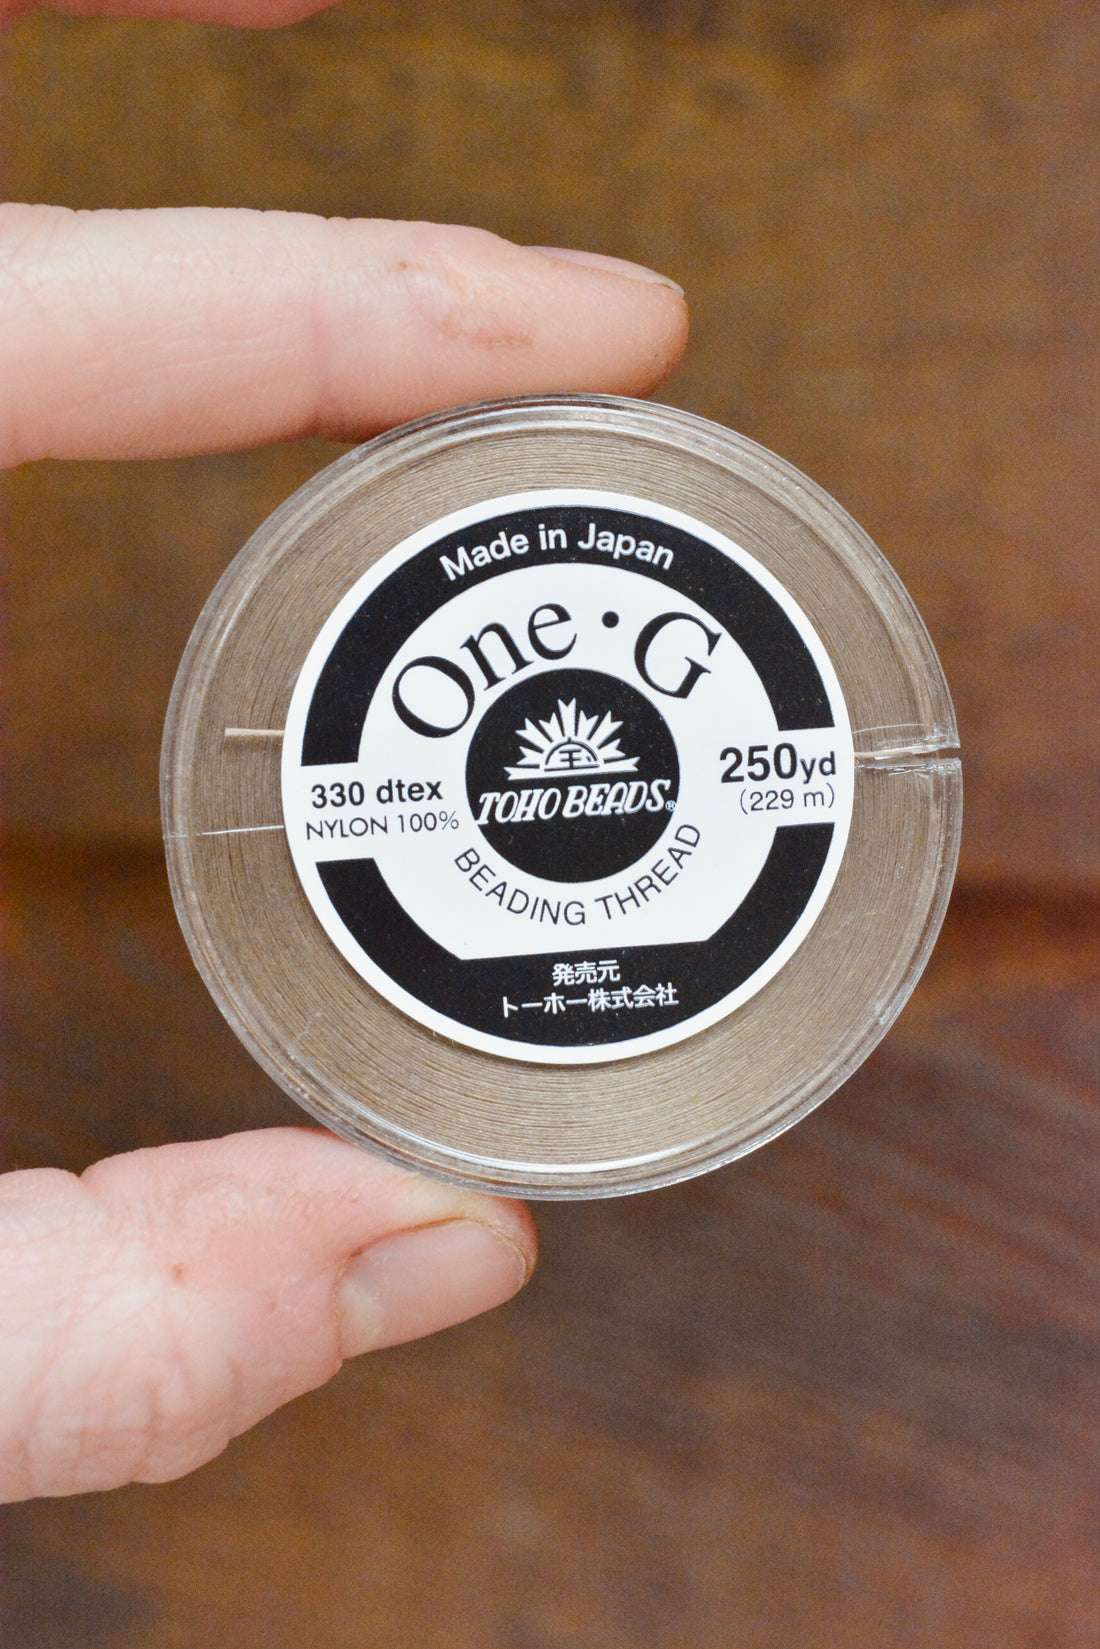 Made in Japan
One·G
330 dtex
NYLON 100%
王
TOHO BEADS®
250yd
(229 m)
BEADING THREAD
発売元
トーホー株式会社